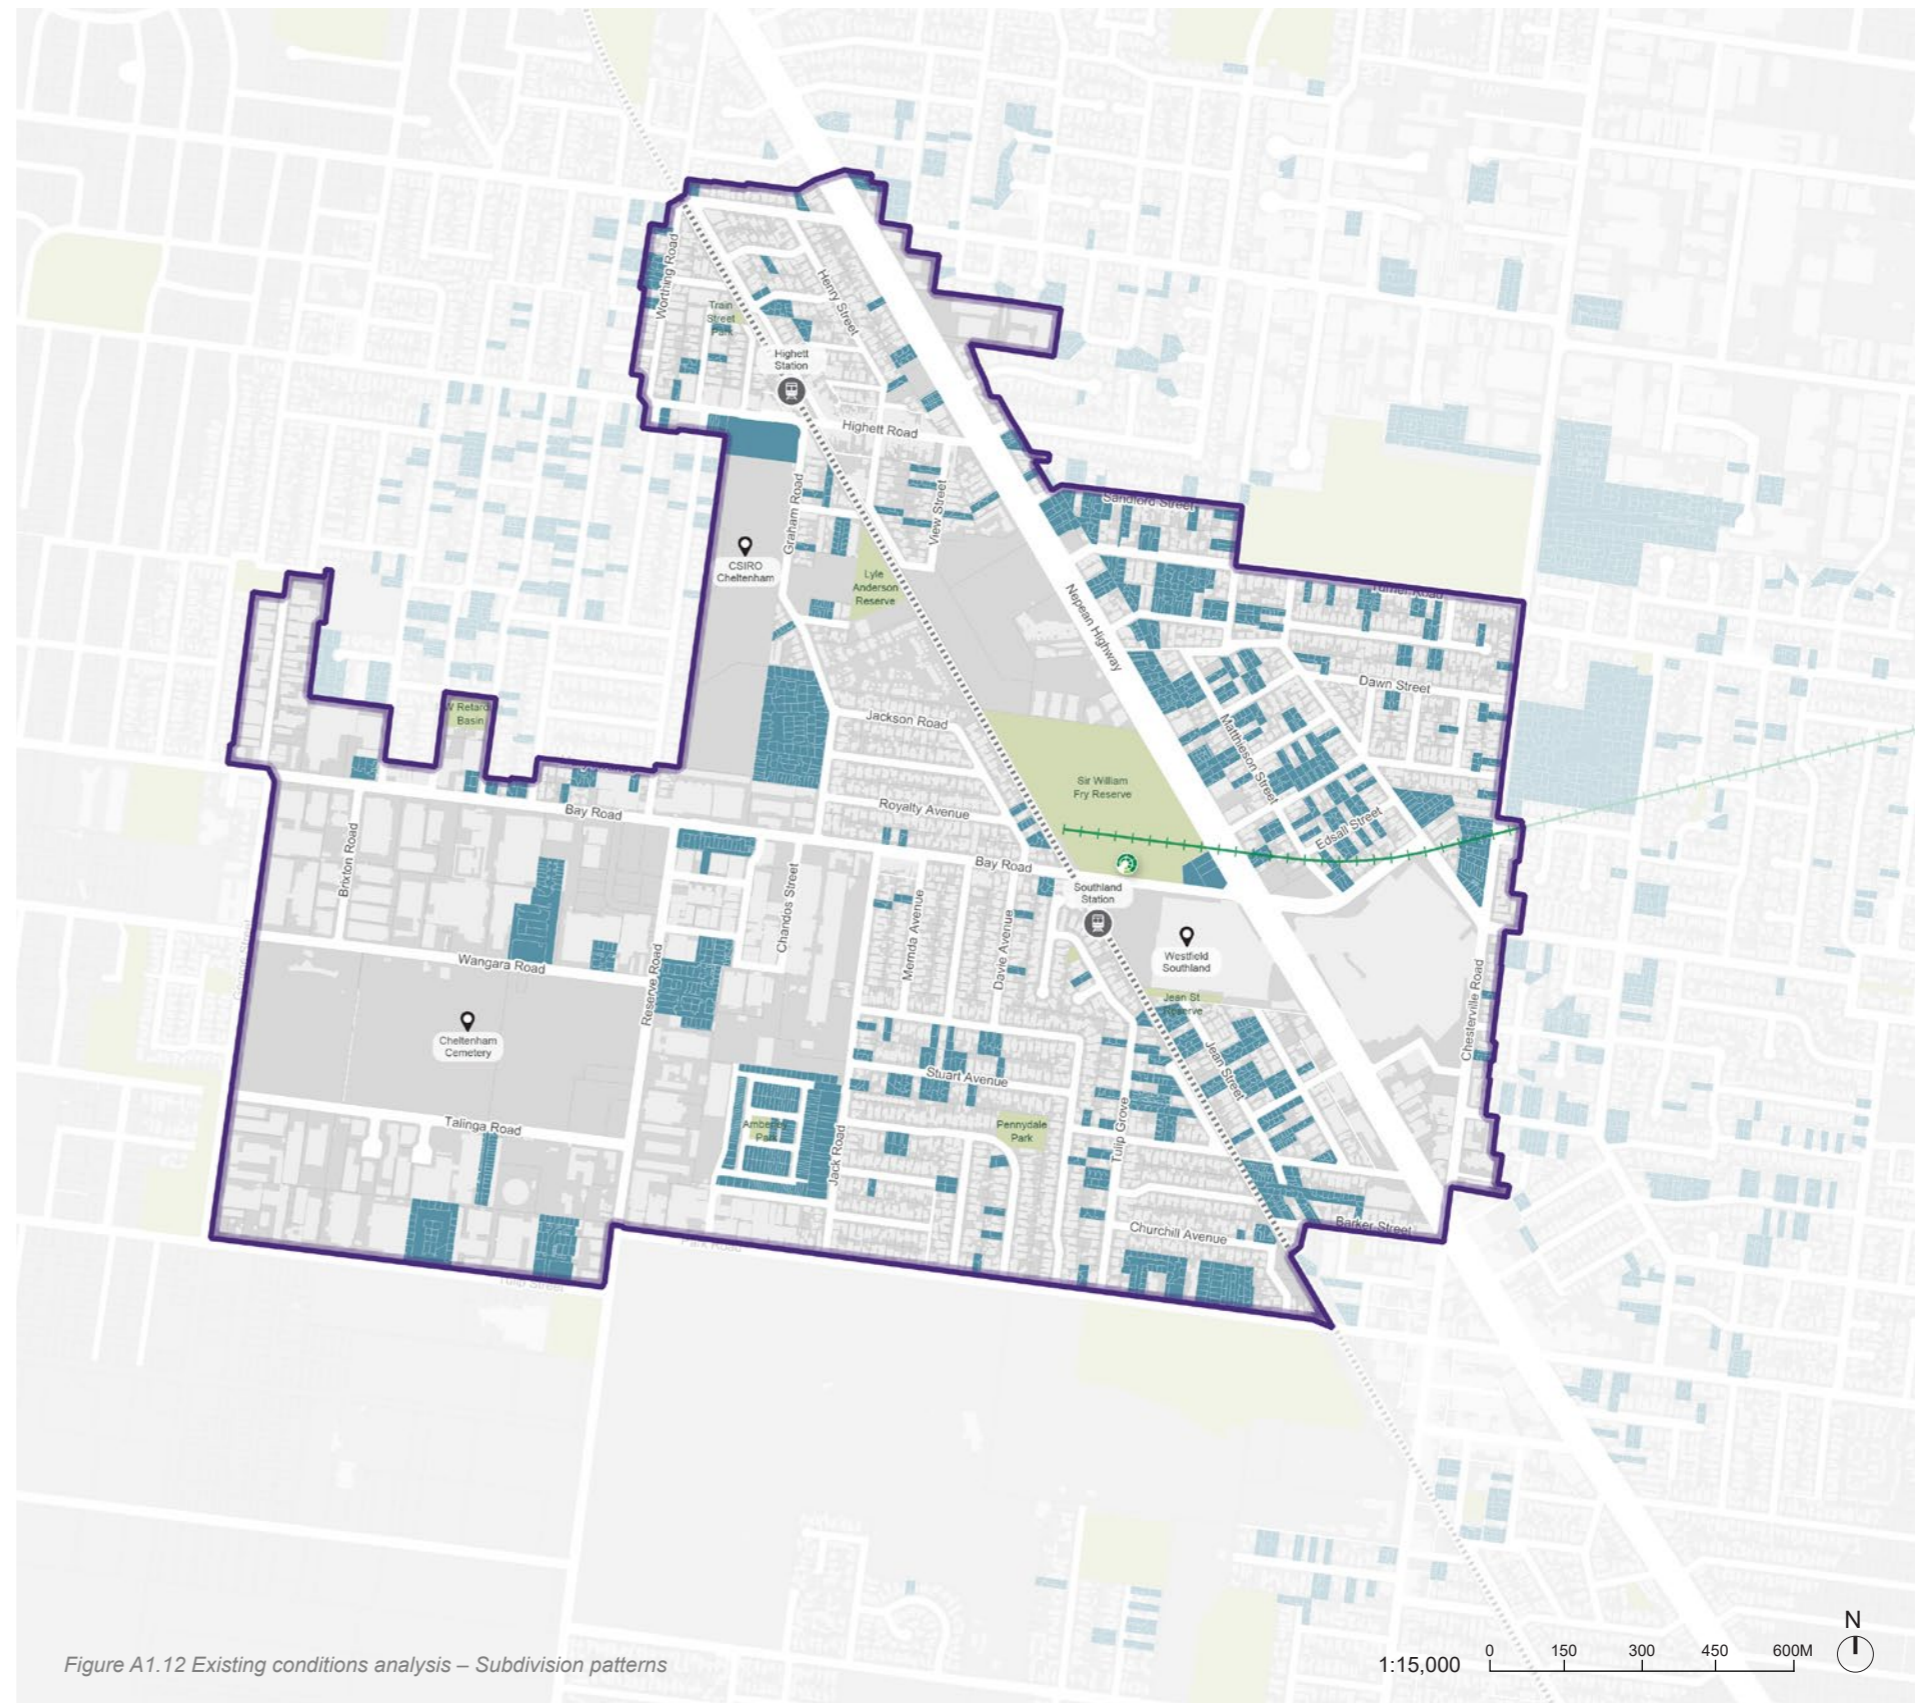 Worthing Road
Henry Street
Train
Street
Park
Highett
Station
Highett Road
Graham Road
View Street
Sandford Street
CSIRO
Cheltenham
Lyle
Anderson
Reserve
Nepean Highway
Turner Road
Dawn Street
W Retard
Basin
Jackson Road
Matthieson Street
Sir William
Fry Reserve
Bay Road
Royalty Avenue
Edsall Street
Brixton Road
Bay Road
Chandos Street
Southland
Station
Memda Avenue
Davie Avenue
Westfield
Southland
Wangara Road
Reserve Road
Jean St
Reserve
Chesterville Road
Cheltenham
Cemetery
Jean Street
Stuart Avenue
Talinga Road
Amberley
Park
Jack Road
Pennydale
Park
Tulip Grove
Churchill Avenue
Barker Street
Park Road
Tulip Street
Figure A1.12 Existing conditions analysis – Subdivision patterns
1:15,000
0 150 300 450 600M
N